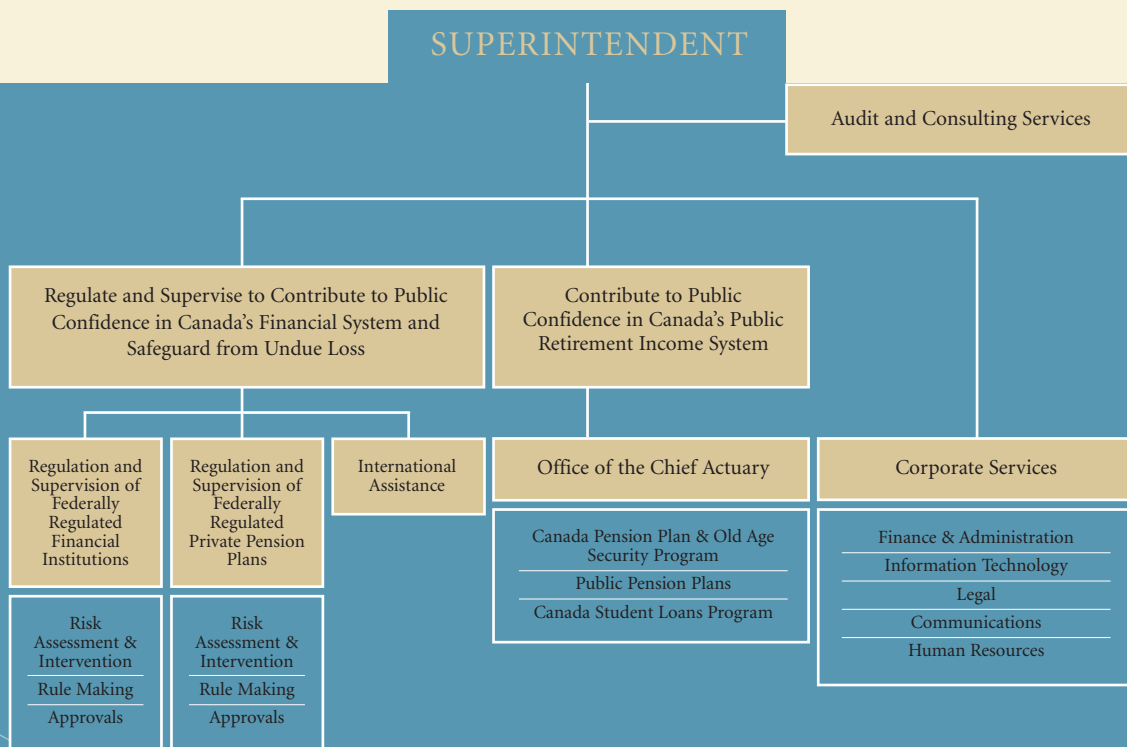 SUPERINTENDENT
Audit and Consulting Services
Regulate and Supervise to Contribute to Public
Confidence in Canada’s Financial System and
Safeguard from Undue Loss
Contribute to Public
Confidence in Canada’s Public
Retirement Income System
Regulation and
Supervision of
Federally
Regulated
Financial
Institutions
Regulation and
Supervision of
Federally
Regulated
Private Pension
Plans
International
Assistance
Office of the Chief Actuary
Corporate Services
Risk
Assessment &
Intervention
Rule Making
Approvals
Risk
Assessment &
Intervention
Rule Making
Approvals
Canada Pension Plan & Old Age
Security Program
Public Pension Plans
Canada Student Loans Program
Finance & Administration
Information Technology
Legal
Communications
Human Resources